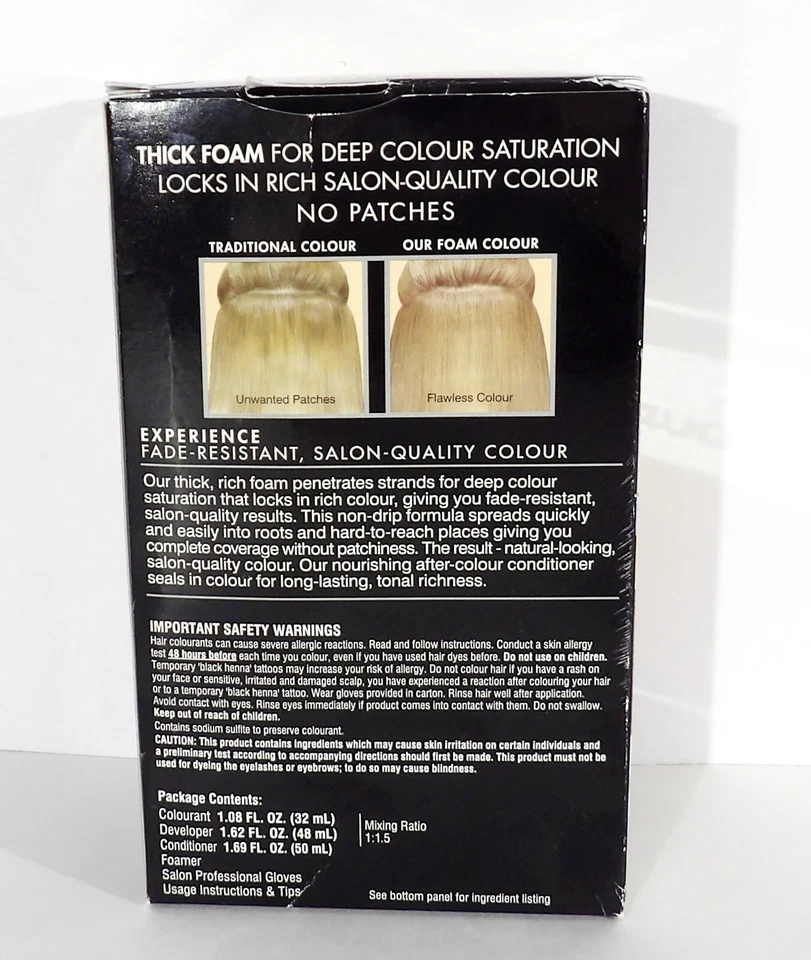 THICK FOAM FOR DEEP COLOUR SATURATION
LOCKS IN RICH SALON-QUALITY COLOUR
NO PATCHES
TRADITIONAL COLOUR OUR FOAM COLOUR
Unwanted Patches Flawless Colour
EXPERIENCE
FADE-RESISTANT, SALON-QUALITY COLOUR
Our thick, rich foam penetrates strands for deep colour
saturation that locks in rich colour, giving you fade-resistant,
salon-quality results. This non-drip formula spreads quickly
and easily into roots and hard-to-reach places giving you
complete coverage without patchiness. The result - natural-looking,
salon-quality colour. Our nourishing after-colour conditioner
seals in colour for long-lasting, tonal richness.
IMPORTANT SAFETY WARNINGS
Hair colourants can cause severe allergic reactions. Read and follow instructions. Conduct a skin allergy
test 48 hours before each time you colour, even if you have used hair dyes before. Do not use on children.
Temporary 'black henna' tattoos may increase your risk of allergy. Do not colour hair if you have a rash on
your face or sensitive, irritated and damaged scalp, you have experienced a reaction after colouring your hair
or to a temporary 'black henna' tattoo. Wear gloves provided in carton. Rinse hair well after application.
Avoid contact with eyes. Rinse eyes immediately if product comes into contact with them. Do not swallow.
Keep out of reach of children.
Contains sodium sulfite to preserve colourant.
CAUTION: This product contains ingredients which may cause skin irritation on certain individuals and
a preliminary test according to accompanying directions should first be made. This product must not be
used for dyeing the eyelashes or eyebrows; to do so may cause blindness.
Package Contents:
Colourant 1.08 FL. OZ. (32 mL)
Developer 1.62 FL. OZ. (48 mL)
Conditioner 1.69 FL. OZ. (50 mL)
Mixing Ratio
1:1.5
Foamer
Salon Professional Gloves
Usage Instructions & Tips
See bottom panel for ingredient listing